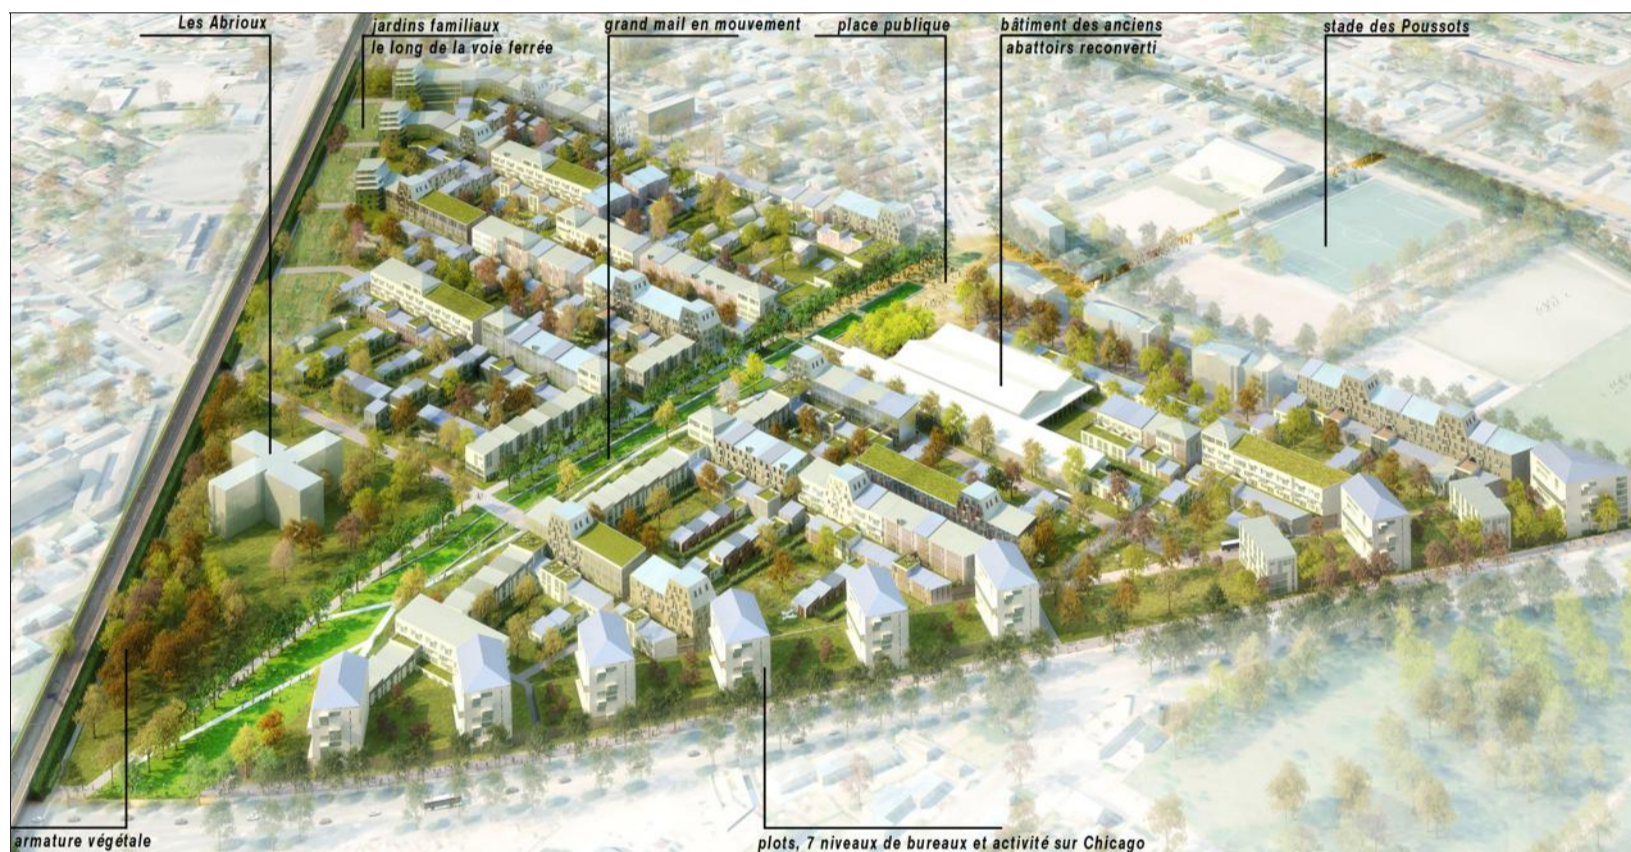 Les Abrioux
jardins familiaux
le long de la voie ferrée
grand mail en mouvement
place publique
bâtiment des anciens
abattoirs reconverti
stade des Poussots
armature végétale
plots, 7 niveaux de bureaux et activité sur Chicago